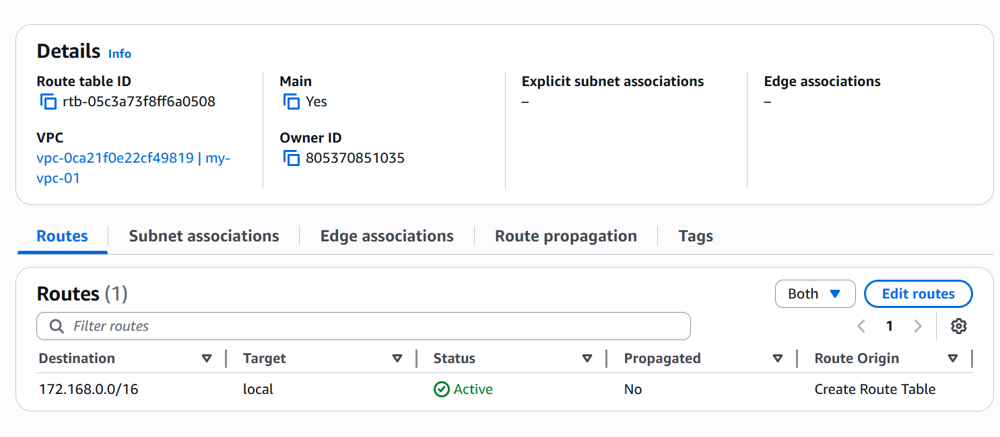 Details Info
Route table ID
rtb-05c3a73f8ff6a0508
Main
Yes
Explicit subnet associations
–
Edge associations
–
VPC
vpc-0ca21f0e22cf49819 | my-
vpc-01
Owner ID
805370851035
Routes
Subnet associations
Edge associations
Route propagation
Tags
Routes (1)
Both
Edit routes
Filter routes
1
Destination
Target
Status
Propagated
Route Origin
172.168.0.0/16
local
Active
No
Create Route Table